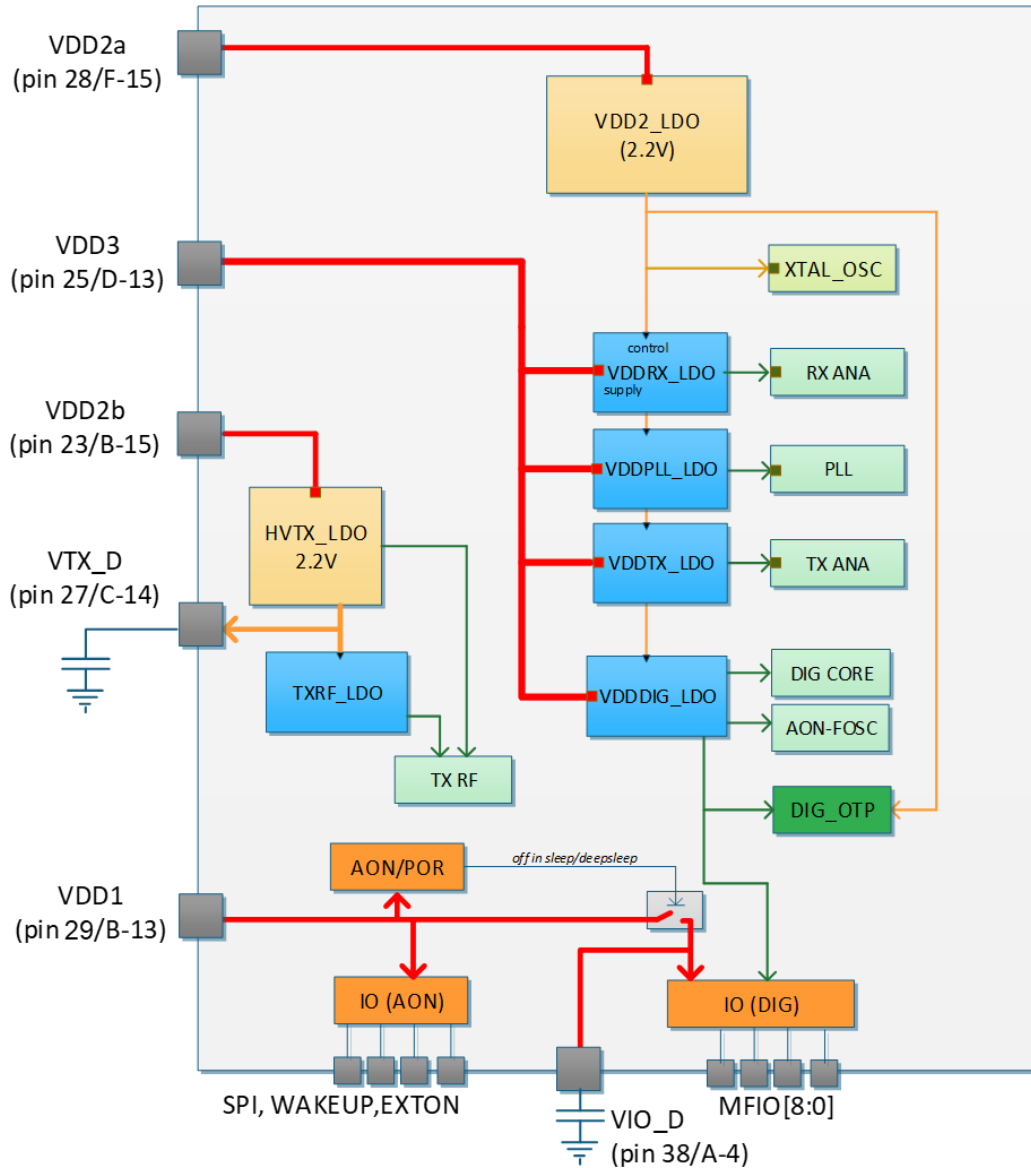 VDD2a
(pin 28/F-15)
VDD2_LDO
(2.2V)
VDD3
(pin 25/D-13)
XTAL_OSC
control
VDDRX_LDO
supply
RX ANA
VDD2b
(pin 23/B-15)
VDDPLL_LDO
PLL
HVTX_LDO
2.2V
VDDTX_LDO
TX ANA
VTX_D
(pin 27/C-14)
TXRF_LDO
VDDDIG_LDO
DIG CORE
AON-FOSC
TX RF
DIG_OTP
AON/POR
off in sleep/deepsleep
VDD1
(pin 29/B-13)
IO (AON)
IO (DIG)
SPI, WAKEUP,EXTON
MFIO[8:0]
VIO_D
(pin 38/A-4)